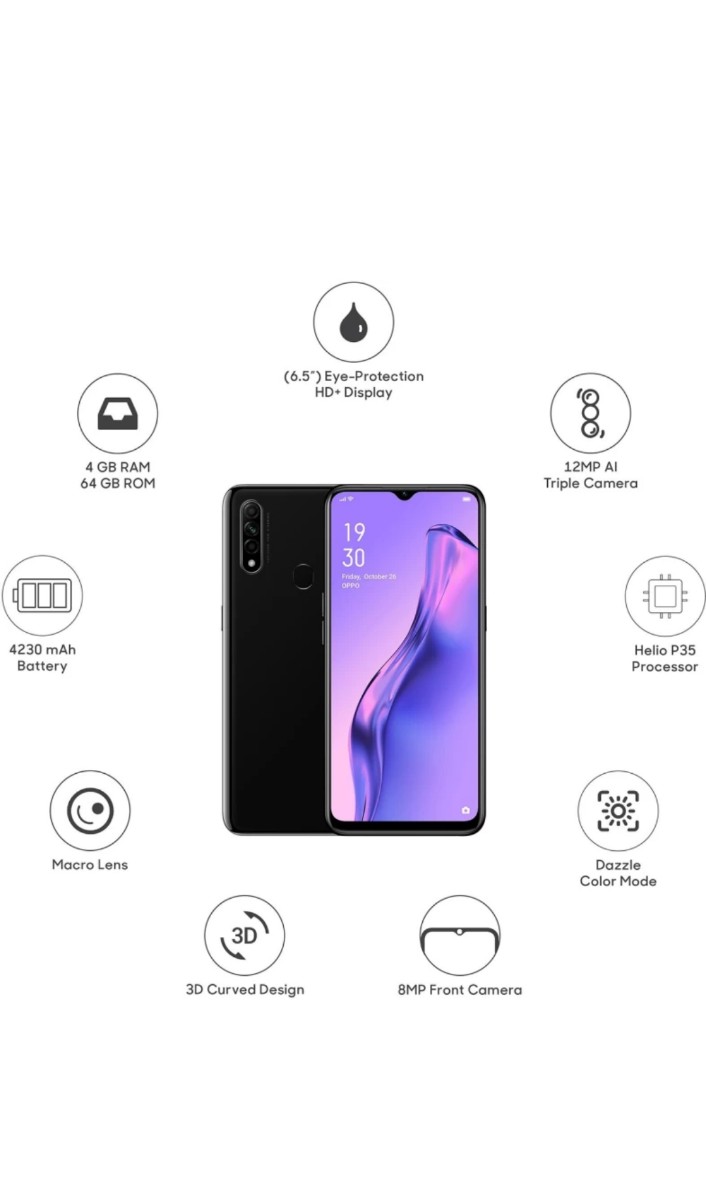 (6.5″) Eye-Protection
HD+ Display
4 GB RAM
64 GB ROM
12MP AI
Triple Camera
19
30
Friday, October 26
OPPO
4230 mAh
Battery
Helio P35
Processor
Macro Lens
Dazzle
Color Mode
3D
3D Curved Design
8MP Front Camera